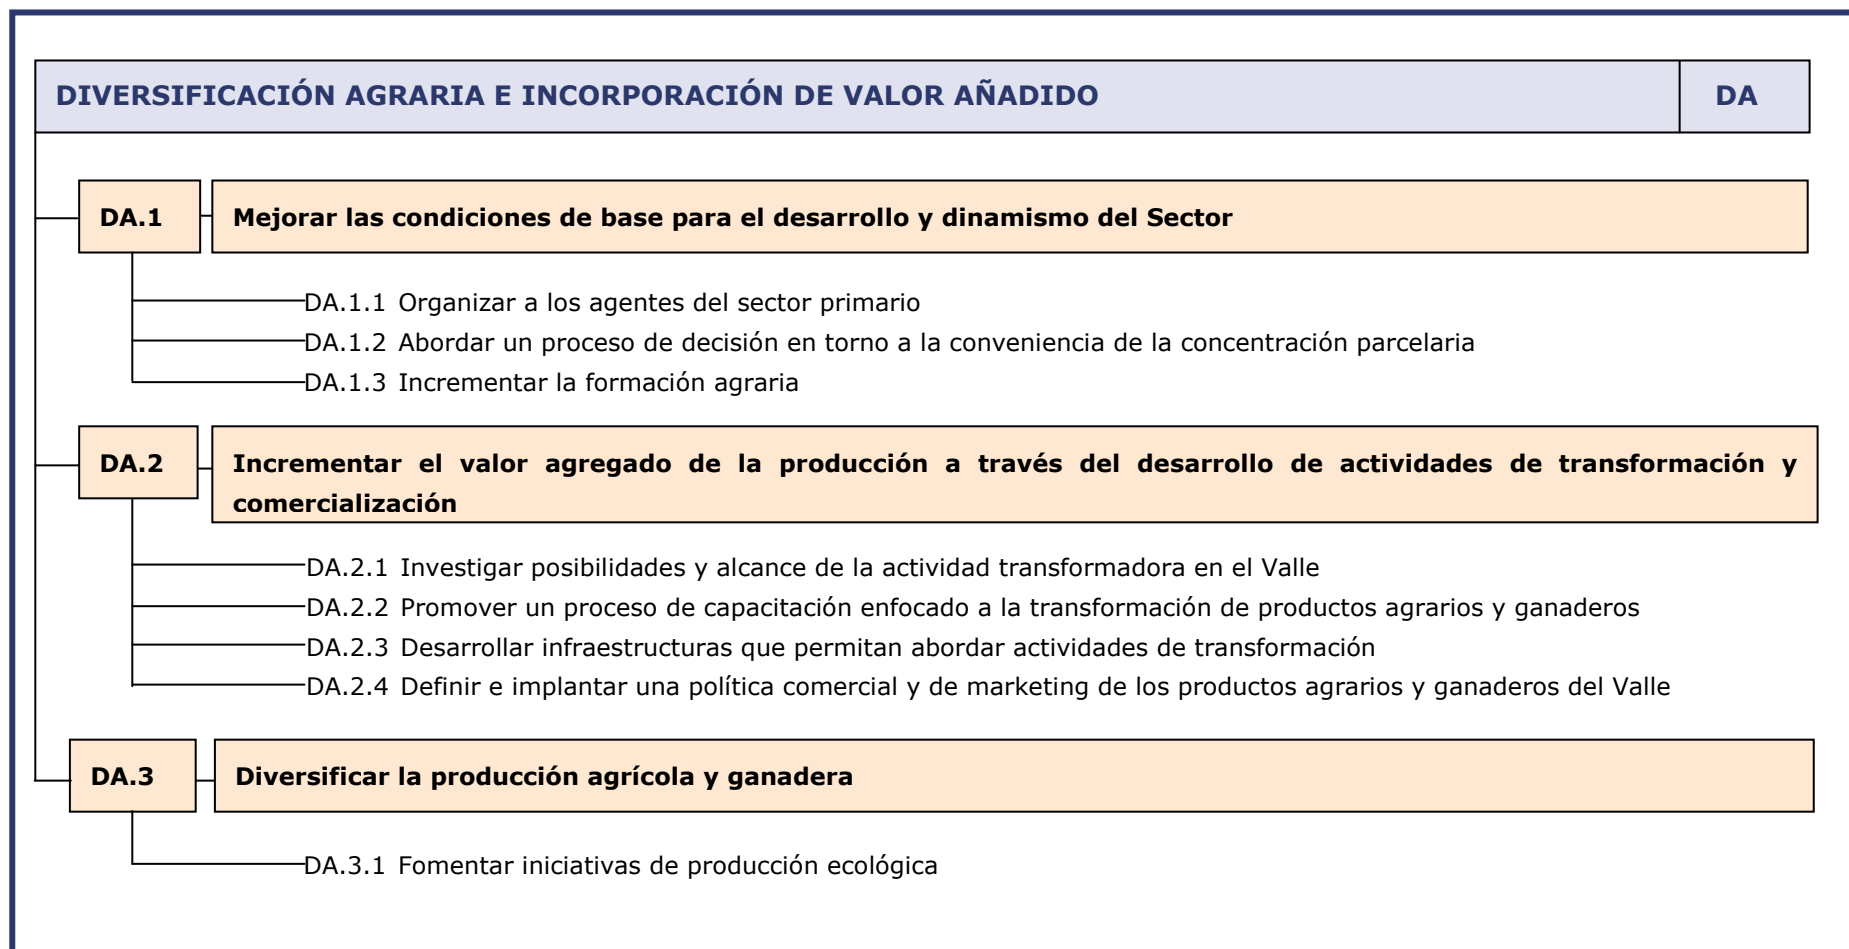 DIVERSIFICACIÓN AGRARIA E INCORPORACIÓN DE VALOR AÑADIDO DA
DA.1 Mejorar las condiciones de base para el desarrollo y dinamismo del Sector
DA.1.1 Organizar a los agentes del sector primario
DA.1.2 Abordar un proceso de decisión en torno a la conveniencia de la concentración parcelaria
DA.1.3 Incrementar la formación agraria
DA.2 Incrementar el valor agregado de la producción a través del desarrollo de actividades de transformación y
comercialización
DA.2.1 Investigar posibilidades y alcance de la actividad transformadora en el Valle
DA.2.2 Promover un proceso de capacitación enfocado a la transformación de productos agrarios y ganaderos
DA.2.3 Desarrollar infraestructuras que permitan abordar actividades de transformación
DA.2.4 Definir e implantar una política comercial y de marketing de los productos agrarios y ganaderos del Valle
DA.3 Diversificar la producción agrícola y ganadera
DA.3.1 Fomentar iniciativas de producción ecológica